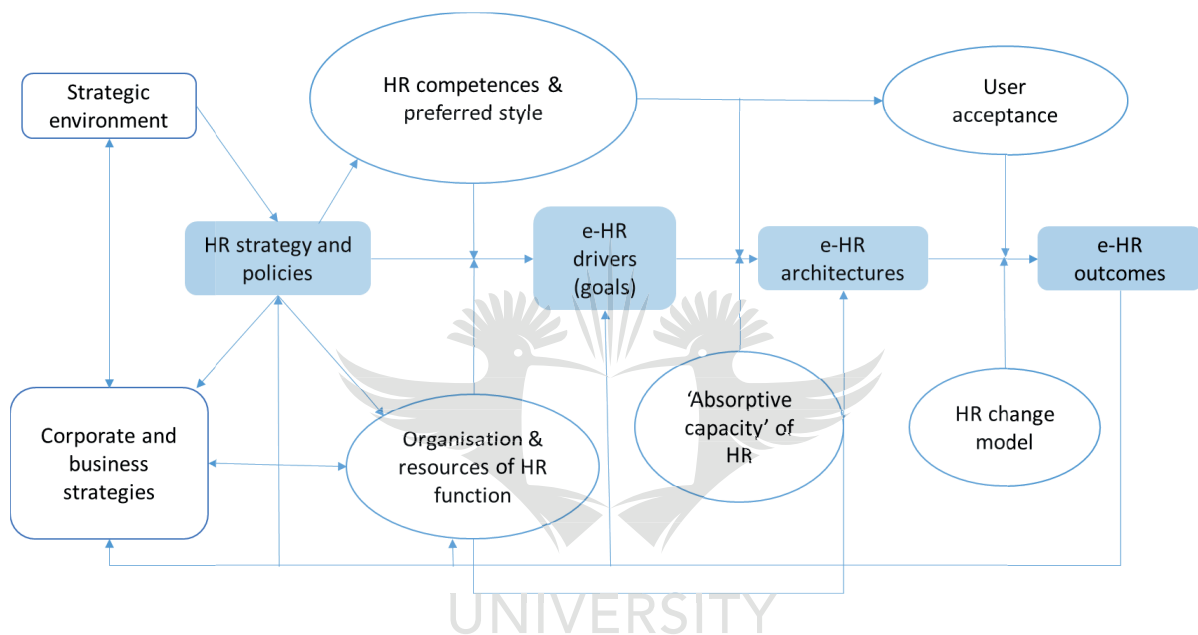 Strategic
environment
HR competences &
preferred style
User
acceptance
HR strategy and
policies
e-HR
drivers
(goals)
e-HR
architectures
e-HR
outcomes
Corporate and
business
strategies
Organisation &
resources of HR
function
‘Absorptive
capacity’ of
HR
HR change
model
UNIVERSITY